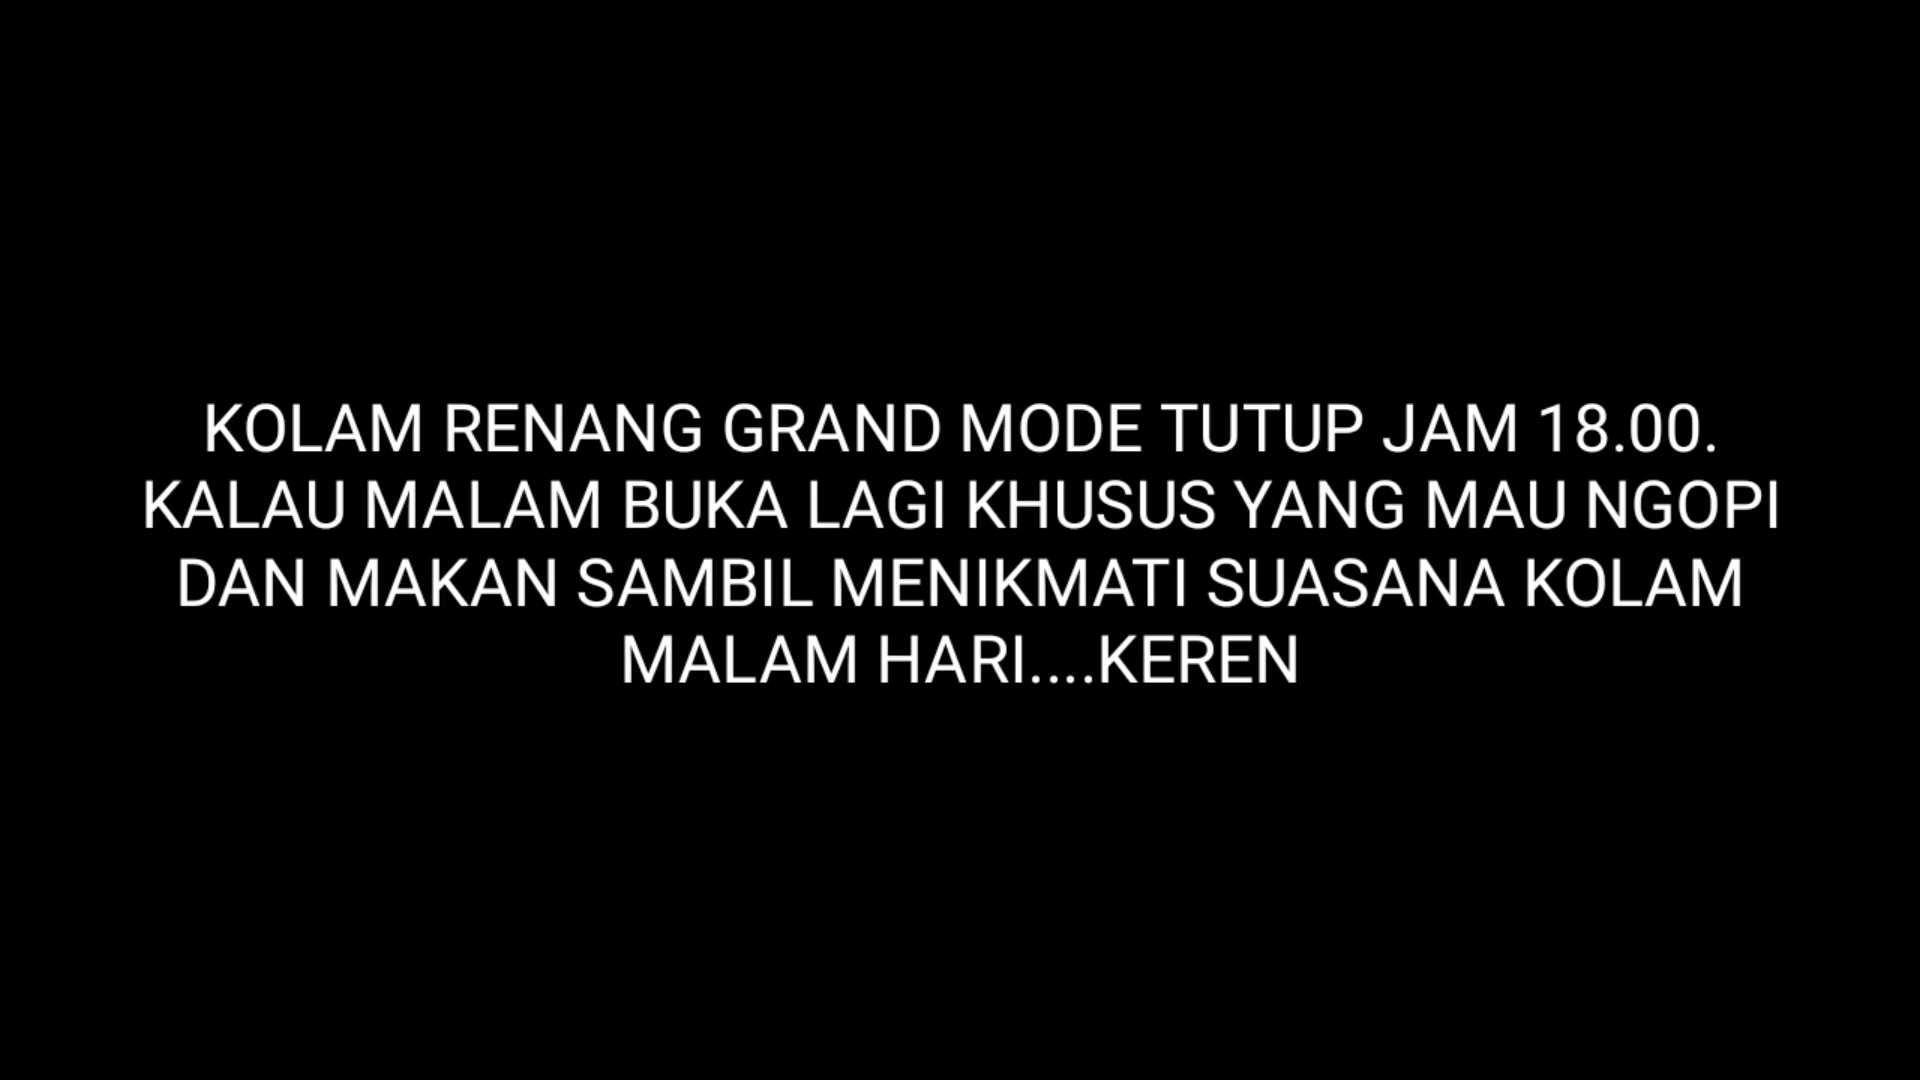 KOLAM RENANG GRAND MODE TUTUP JAM 18.00.
KALAU MALAM BUKA LAGI KHUSUS YANG MAU NGOPI
DAN MAKAN SAMBIL MENIKMATI SUASANA KOLAM
MALAM HARI....KEREN